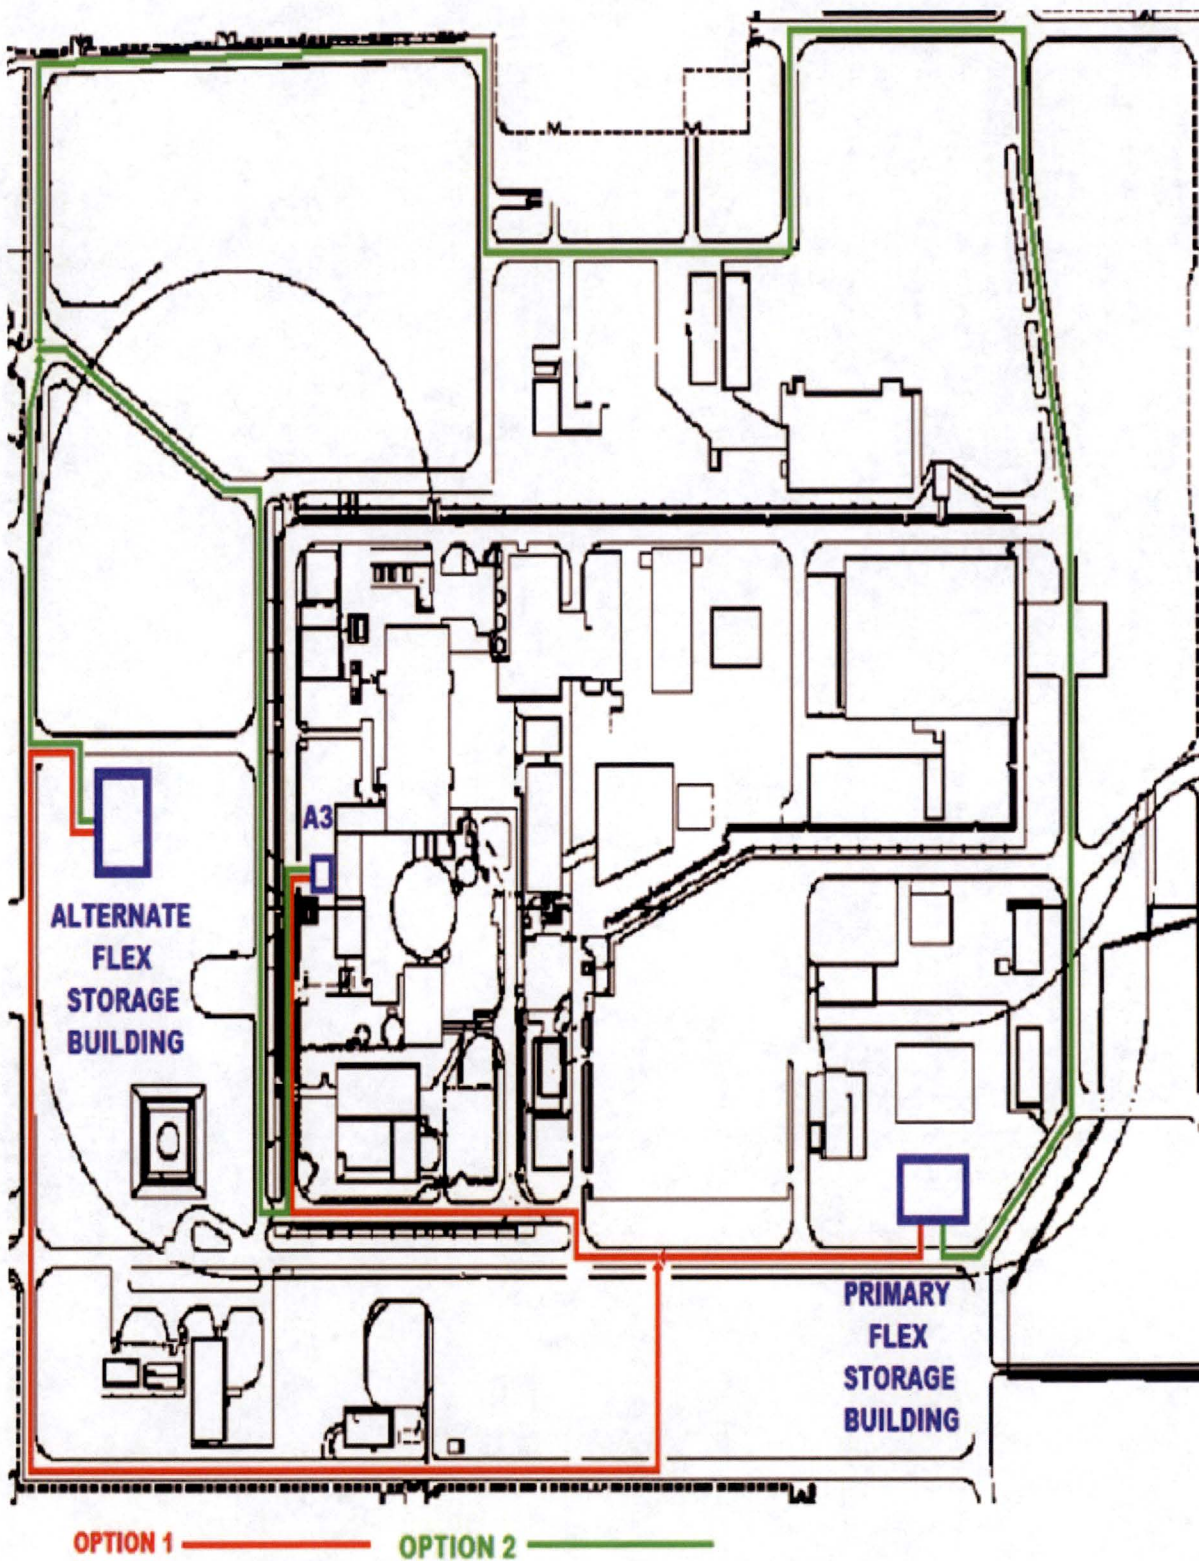 A3
ALTERNATE
FLEX
STORAGE
BUILDING
PRIMARY
FLEX
STORAGE
BUILDING
OPTION 1
OPTION 2